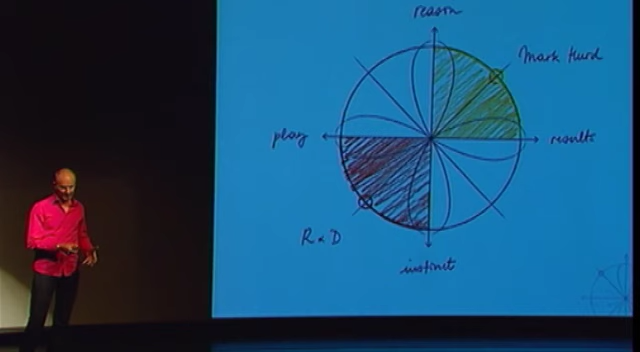 reason
Mark Hurd
play
results
R & D
instinct